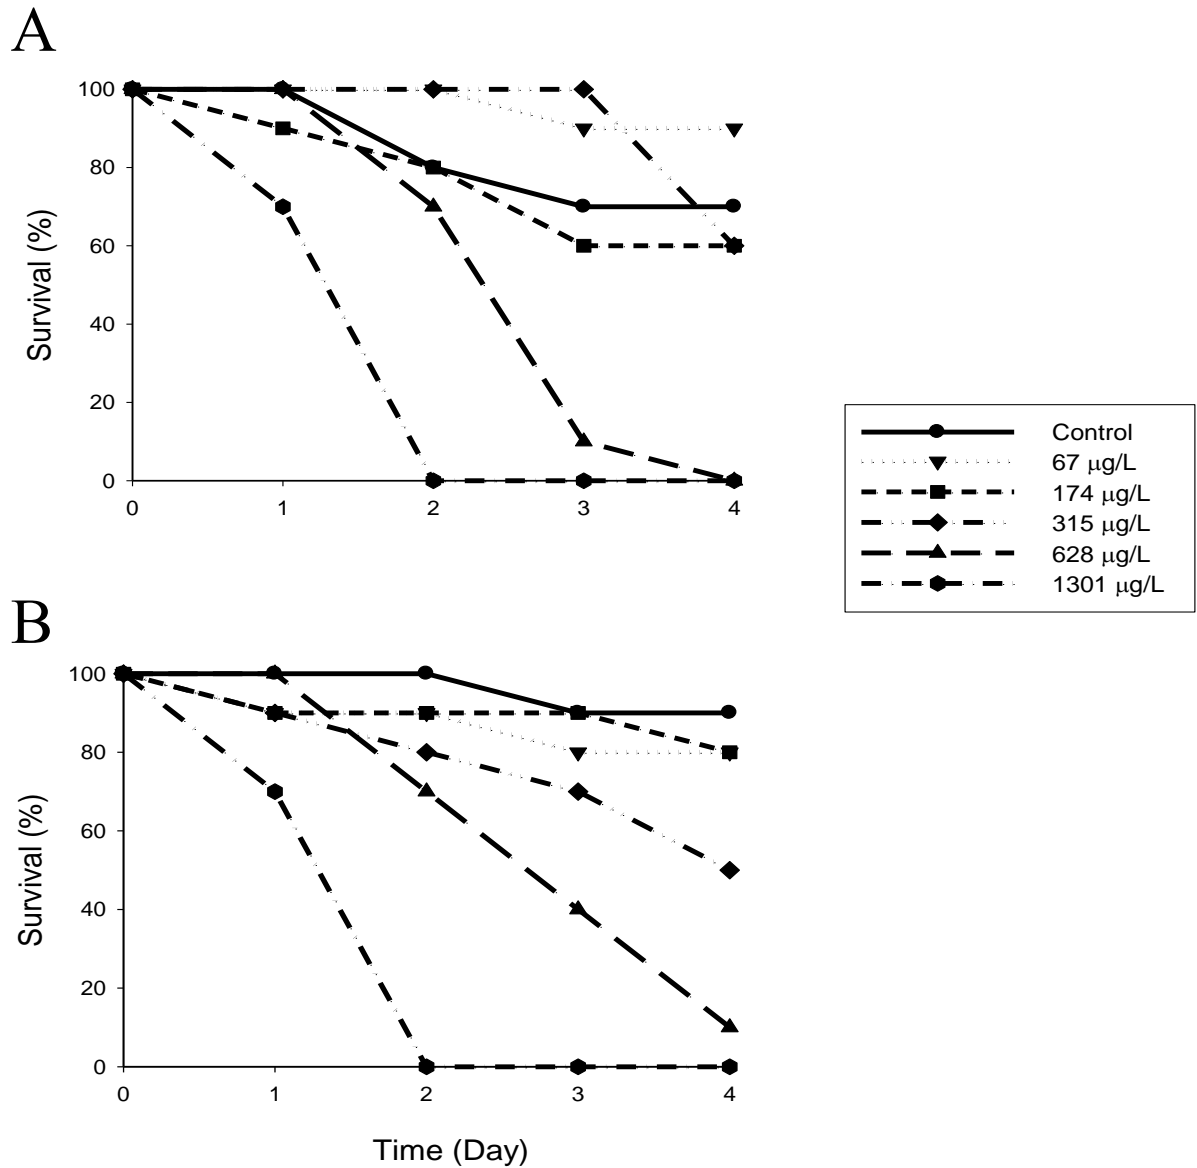 A
Survival (%)
100
80
60
40
20
0
0 1 2 3 4
Control
67 μg/L
174 μg/L
315 μg/L
628 μg/L
1301 μg/L
B
Survival (%)
100
80
60
40
20
0
0 1 2 3 4
Time (Day)